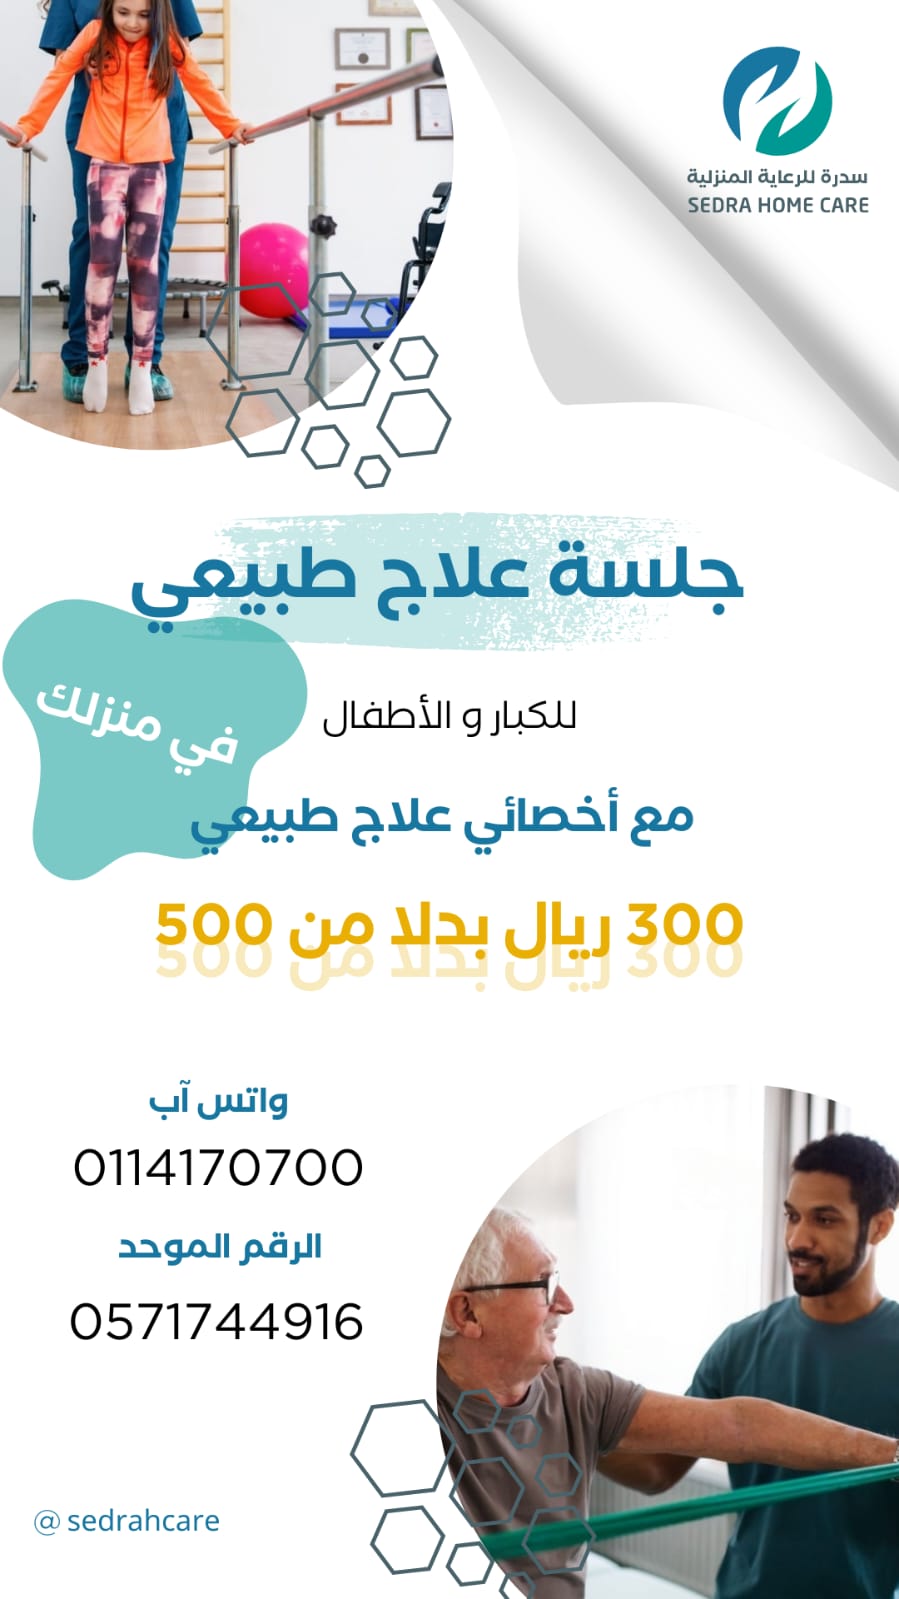 سدرة للرعاية المنزلية
SEDRA HOME CARE
جلسة علاج طبيعي
في منزلك
للكبار و الأطفال
مع أخصائي علاج طبيعي
300 ريال بدلا من 500
واتس آب
0114170700
الرقم الموحد
0571744916
@ sedrahcare